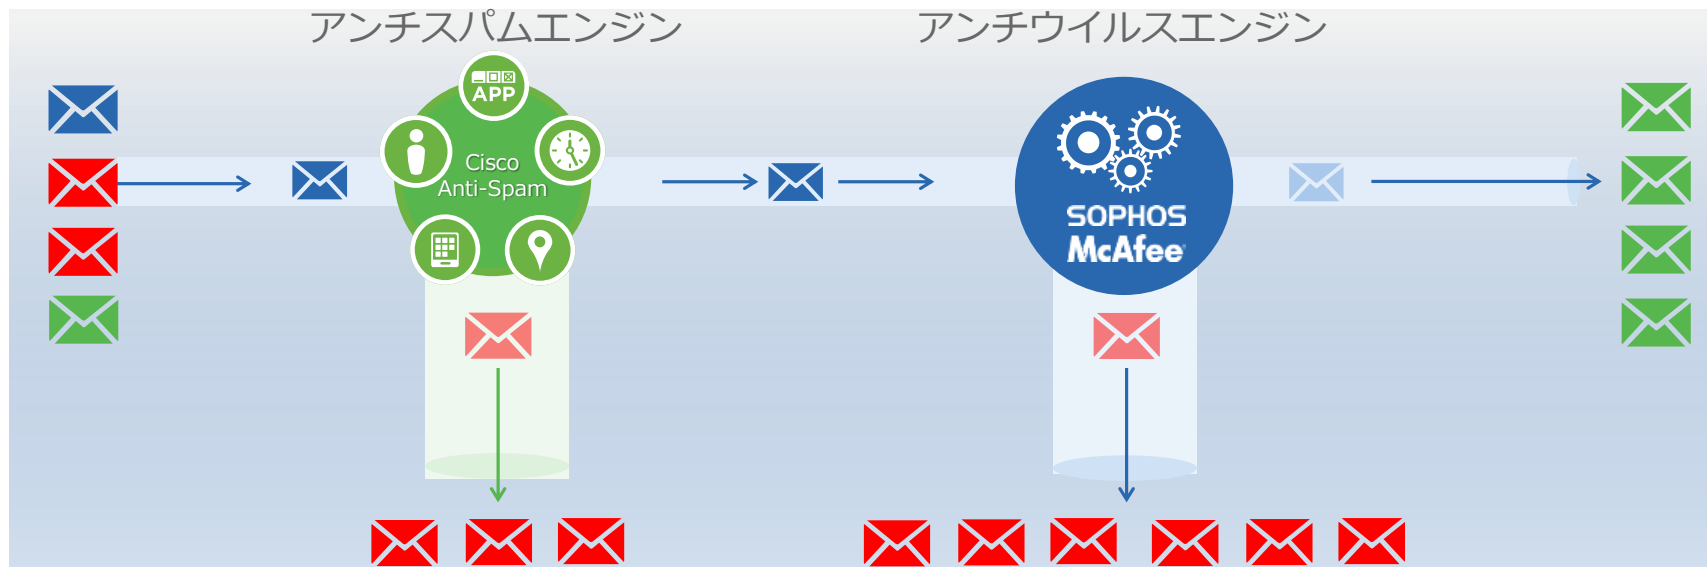 アンチスパムエンジン
アンチウイルスエンジン
APP
Cisco
Anti-Spam
SOPHOS
McAfee